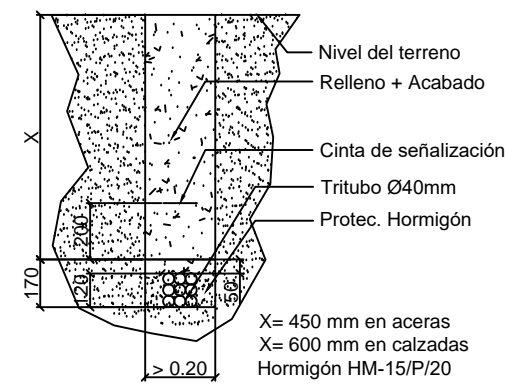 Nivel del terreno
Relleno + Acabado
X
Cinta de señalización
Tritubo Ø40mm
Protec. Hormigón
200
170
120
50
X= 450 mm en aceras
X= 600 mm en calzadas
> 0.20
Hormigón HM-15/P/20